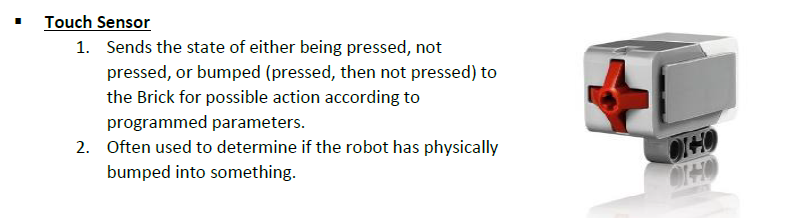 ▪ Touch Sensor
1. Sends the state of either being pressed, not
pressed, or bumped (pressed, then not pressed) to
the Brick for possible action according to
programmed parameters.
2. Often used to determine if the robot has physically
bumped into something.